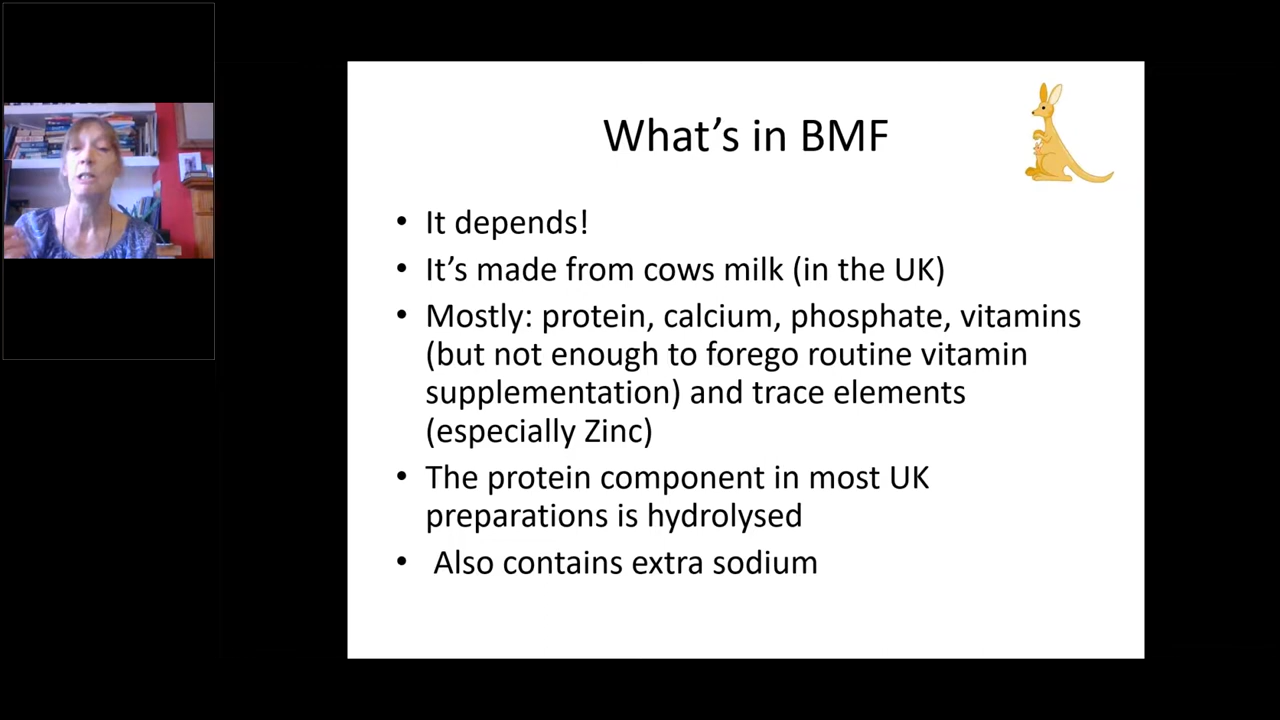 What’s in BMF
• It depends!
• It’s made from cows milk (in the UK)
• Mostly: protein, calcium, phosphate, vitamins
(but not enough to forego routine vitamin
supplementation) and trace elements
(especially Zinc)
• The protein component in most UK
preparations is hydrolysed
• Also contains extra sodium